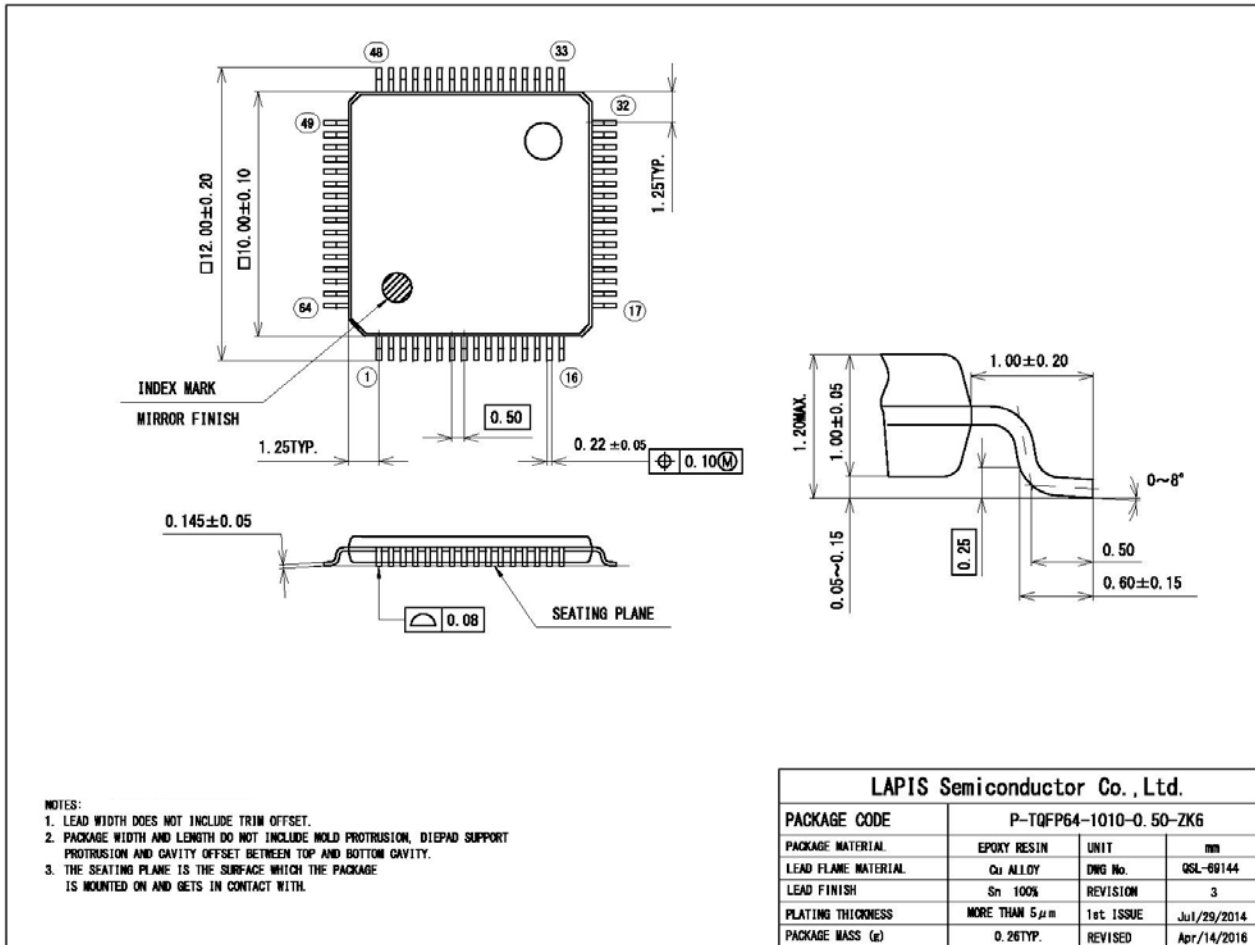 48
33
32
49
□12.00±0.20
□10.00±0.10
1.25TYP.
64
17
1
16
INDEX MARK
MIRROR FINISH
0.50
1.25TYP.
0.22 ±0.05
⌖ 0.10Ⓜ
0.145±0.05
⌓ 0.08
SEATING PLANE
1.00±0.20
1.20MAX.
1.00±0.05
0~8°
0.25
0.50
0.05~0.15
0.60±0.15
NOTES:
1. LEAD WIDTH DOES NOT INCLUDE TRIM OFFSET.
2. PACKAGE WIDTH AND LENGTH DO NOT INCLUDE MOLD PROTRUSION, DIEPAD SUPPORT
PROTRUSION AND CAVITY OFFSET BETWEEN TOP AND BOTTOM CAVITY.
3. THE SEATING PLANE IS THE SURFACE WHICH THE PACKAGE
IS MOUNTED ON AND GETS IN CONTACT WITH.
LAPIS Semiconductor Co.,Ltd.
PACKAGE CODE P-TQFP64-1010-0.50-ZK6
PACKAGE MATERIAL EPOXY RESIN UNIT mm
LEAD FLAME MATERIAL Cu ALLOY DWG No. QSL-69144
LEAD FINISH Sn 100% REVISION 3
PLATING THICKNESS MORE THAN 5μm 1st ISSUE Jul/29/2014
PACKAGE MASS (g) 0.26TYP. REVISED Apr/14/2016